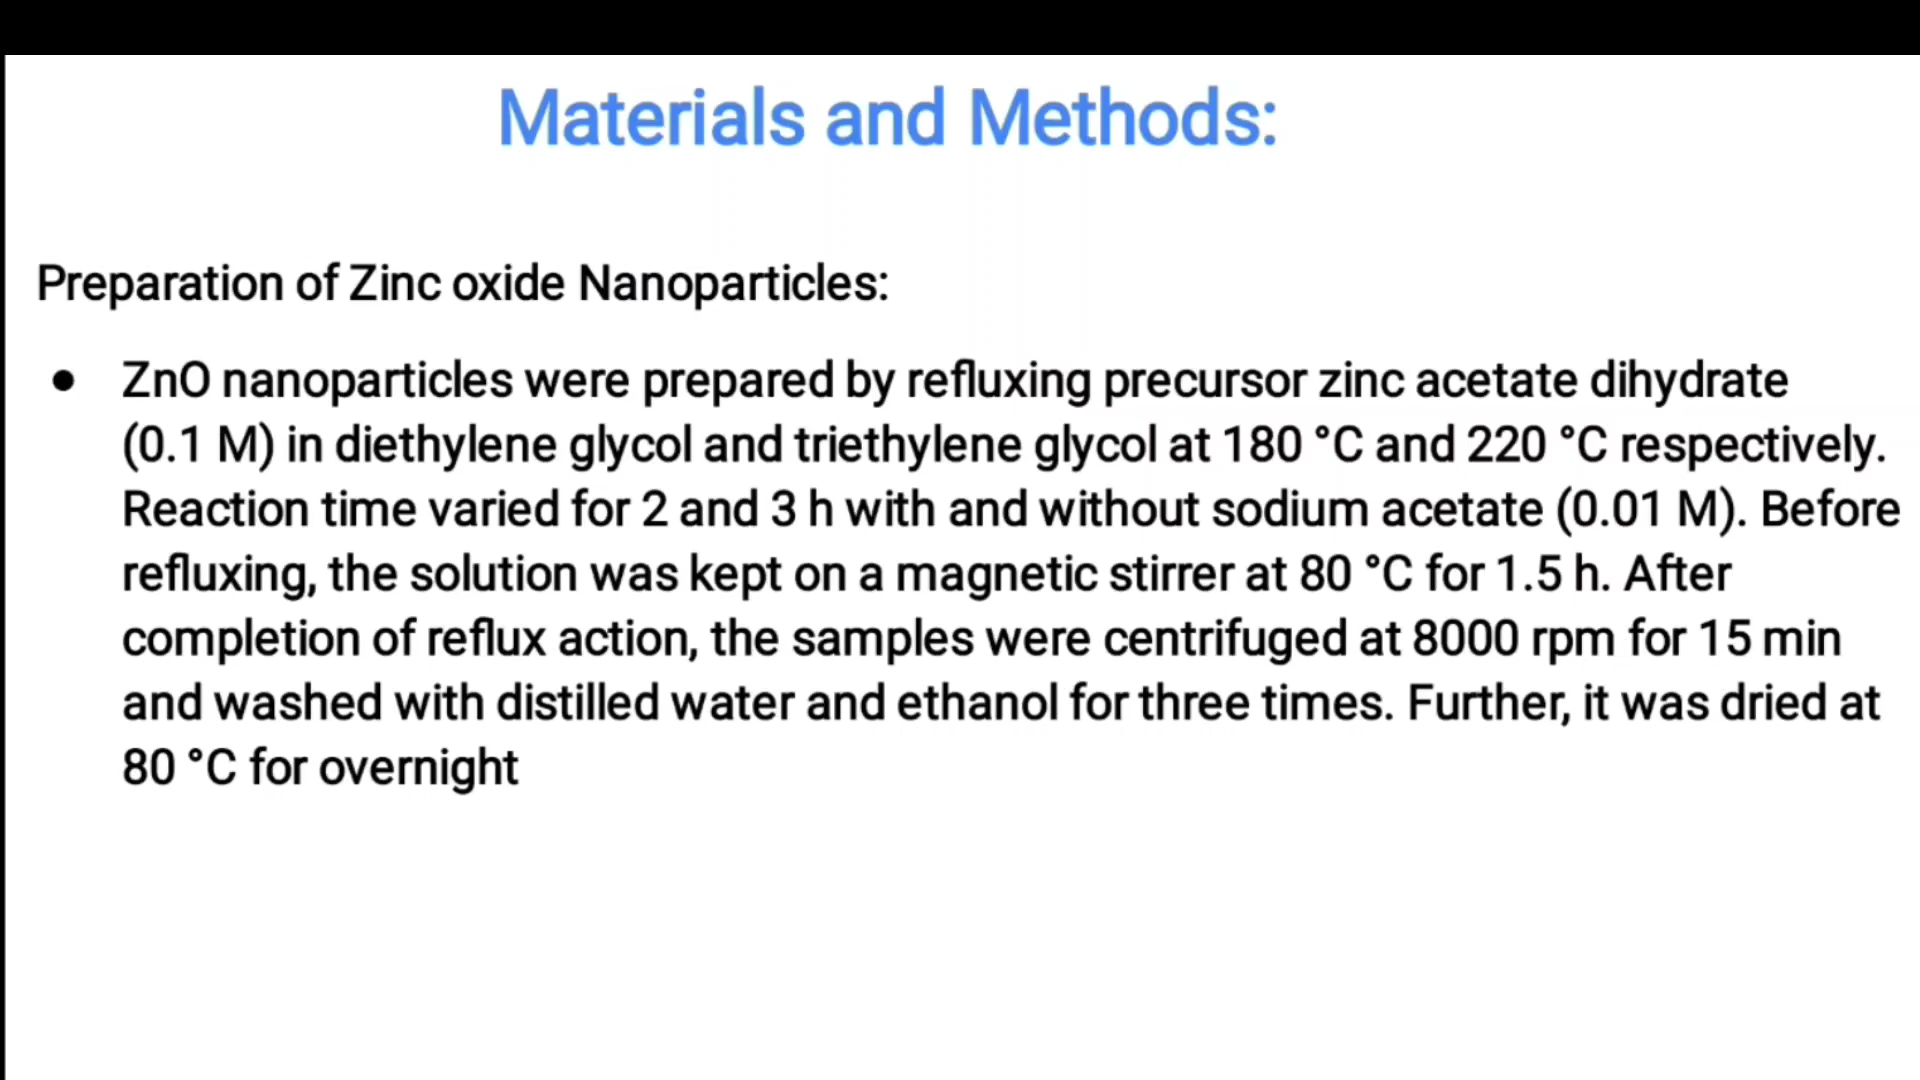 Materials and Methods:
Preparation of Zinc oxide Nanoparticles:
● ZnO nanoparticles were prepared by refluxing precursor zinc acetate dihydrate
(0.1 M) in diethylene glycol and triethylene glycol at 180 °C and 220 °C respectively.
Reaction time varied for 2 and 3 h with and without sodium acetate (0.01 M). Before
refluxing, the solution was kept on a magnetic stirrer at 80 °C for 1.5 h. After
completion of reflux action, the samples were centrifuged at 8000 rpm for 15 min
and washed with distilled water and ethanol for three times. Further, it was dried at
80 °C for overnight